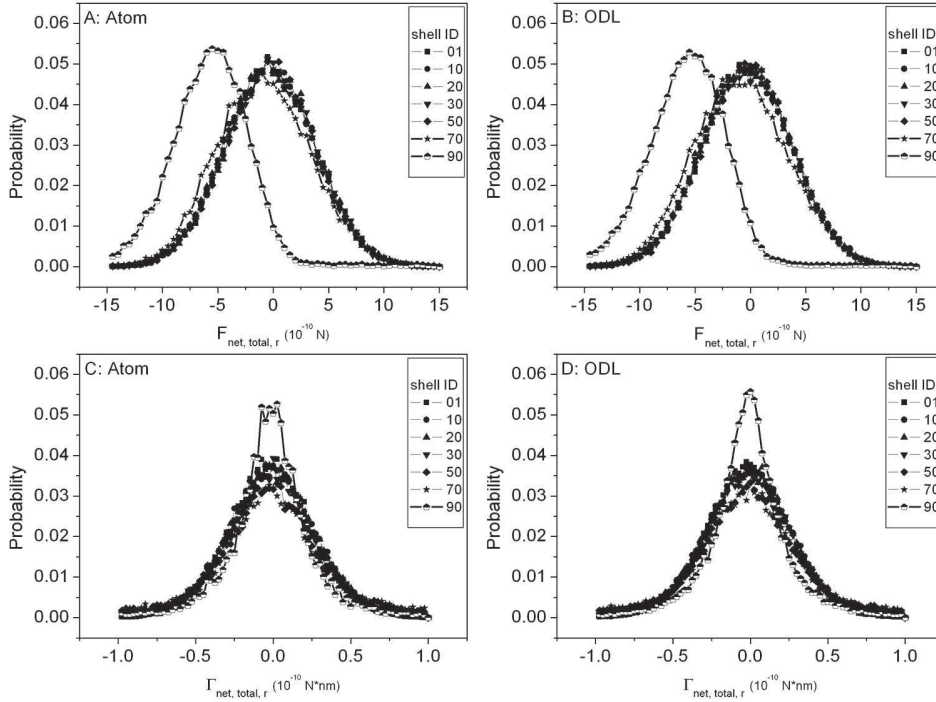 A: Atom
shell ID
01
10
20
30
50
70
90
0.06
0.05
0.04
0.03
0.02
0.01
0.00
Probability
-15 -10 -5 0 5 10 15
F net, total, r (10⁻¹⁰ N)
B: ODL
shell ID
01
10
20
30
50
70
90
0.06
0.05
0.04
0.03
0.02
0.01
0.00
Probability
-15 -10 -5 0 5 10 15
F net, total, r (10⁻¹⁰ N)
C: Atom
shell ID
01
10
20
30
50
70
90
0.06
0.05
0.04
0.03
0.02
0.01
0.00
Probability
-1.0 -0.5 0.0 0.5 1.0
Γ net, total, r (10⁻¹⁰ N*nm)
D: ODL
shell ID
01
10
20
30
50
70
90
0.06
0.05
0.04
0.03
0.02
0.01
0.00
Probability
-1.0 -0.5 0.0 0.5 1.0
Γ net, total, r (10⁻¹⁰ N*nm)